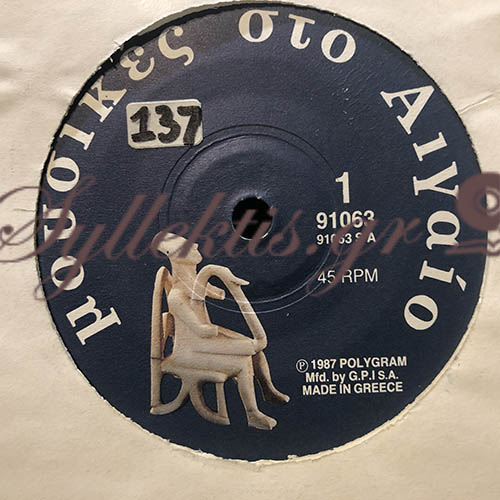 μουσικές στο Αιγαίο
137
1
91063
91063 SA
45 RPM
Syllektis.gr
℗ 1987 POLYGRAM
Mfd. by G.P.I S.A.
MADE IN GREECE